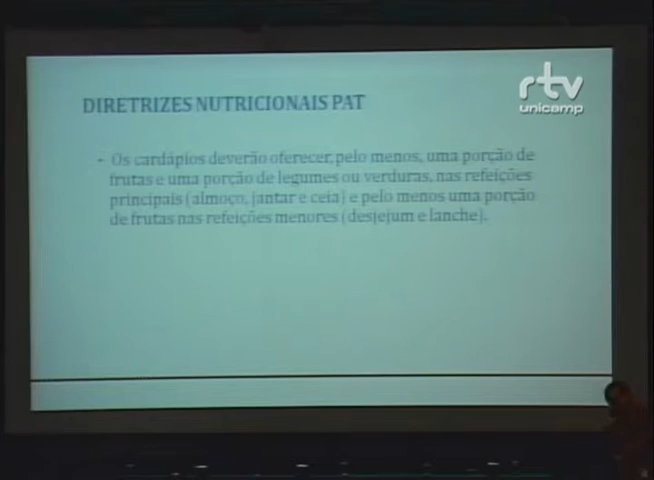 rtv
unicamp
DIRETRIZES NUTRICIONAIS PAT
- Os cardápios deverão oferecer, pelo menos, uma porção de
frutas e uma porção de legumes ou verduras, nas refeições
principais (almoço, jantar e ceia) e pelo menos uma porção
de frutas nas refeições menores (desjejum e lanche).